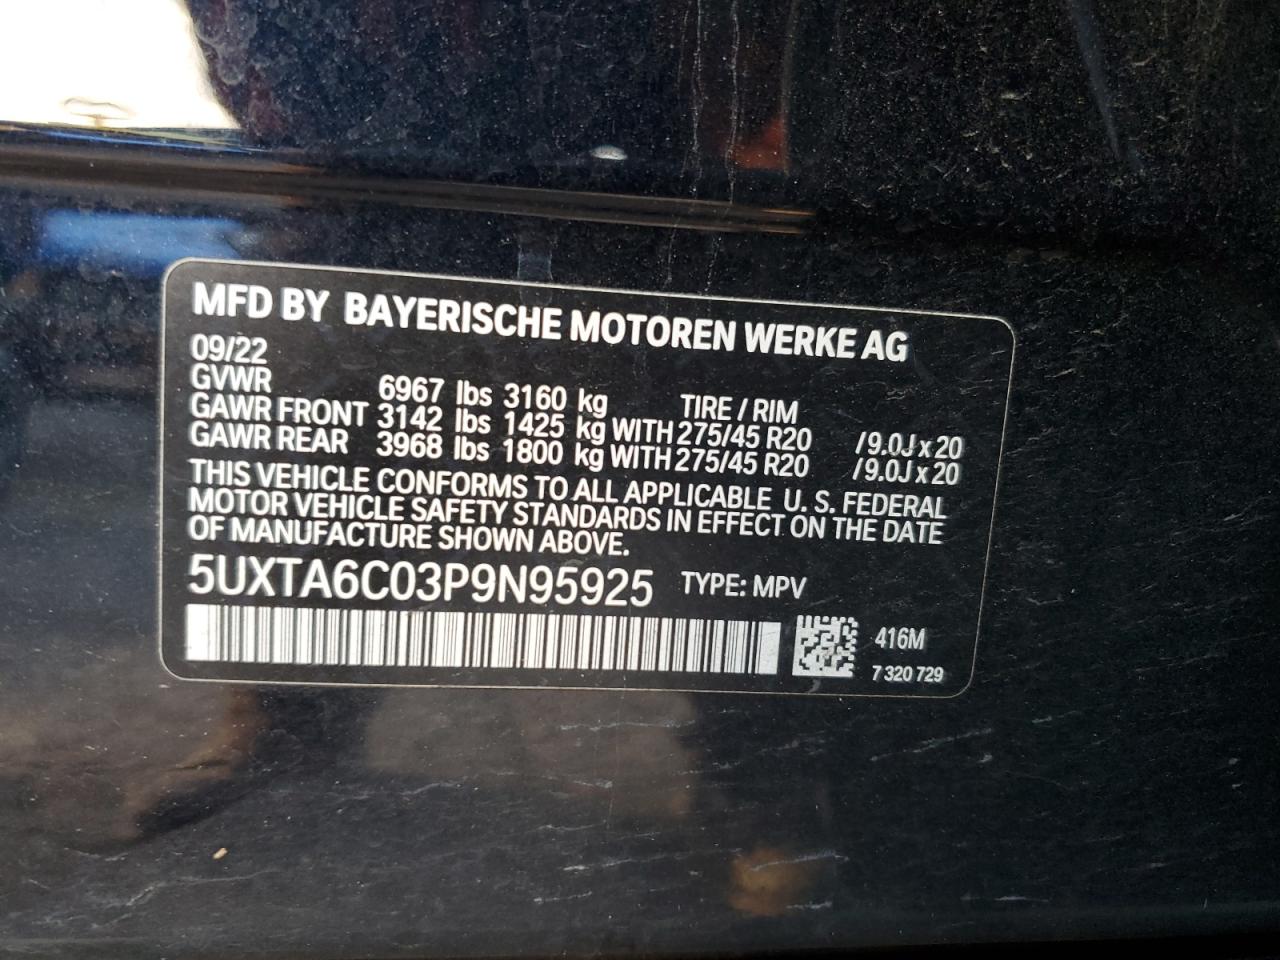 MFD BY BAYERISCHE MOTOREN WERKE AG
09/22
GVWR 6967 lbs 3160 kg TIRE / RIM
GAWR FRONT 3142 lbs 1425 kg WITH 275/45 R20 /9.0J x 20
GAWR REAR 3968 lbs 1800 kg WITH 275/45 R20 /9.0J x 20
THIS VEHICLE CONFORMS TO ALL APPLICABLE U. S. FEDERAL
MOTOR VEHICLE SAFETY STANDARDS IN EFFECT ON THE DATE
OF MANUFACTURE SHOWN ABOVE.
5UXTA6C03P9N95925 TYPE: MPV
416M
7 320 729